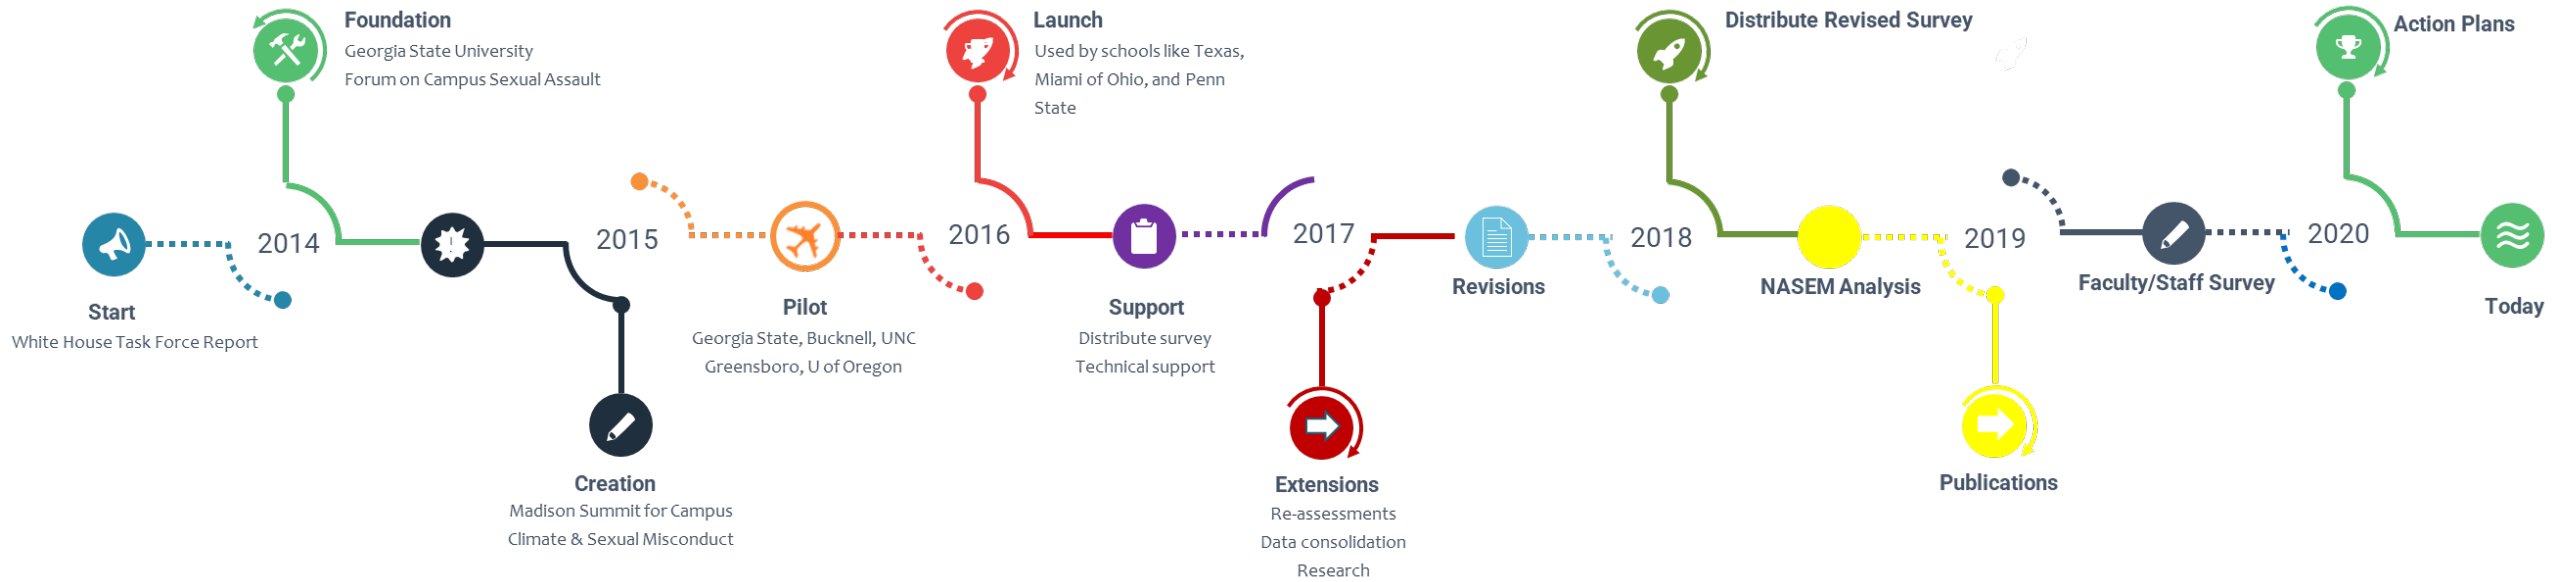 Foundation
Georgia State University
Forum on Campus Sexual Assault
Launch
Used by schools like Texas,
Miami of Ohio, and Penn
State
Distribute Revised Survey
Action Plans
2014
2015
2016
2017
2018
2019
2020
Start
White House Task Force Report
!
Creation
Madison Summit for Campus
Climate & Sexual Misconduct
Pilot
Georgia State, Bucknell, UNC
Greensboro, U of Oregon
Support
Distribute survey
Technical support
Extensions
Re-assessments
Data consolidation
Research
Revisions
NASEM Analysis
Publications
Faculty/Staff Survey
Today